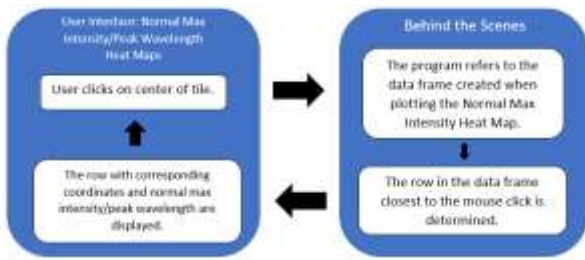 User Interface: Normal Max
Intensity/Peak Wavelength
Heat Maps
User clicks on center of tile.
The row with corresponding
coordinates and normal max
intensity/peak wavelength are
displayed.
Behind the Scenes
The program refers to the
data frame created when
plotting the Normal Max
Intensity Heat Map.
The row in the data frame
closest to the mouse click is
determined.